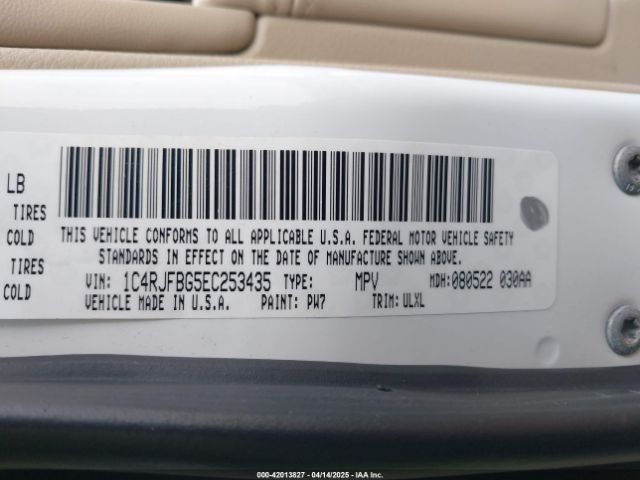 LB
TIRES
COLD
TIRES
COLD
THIS VEHICLE CONFORMS TO ALL APPLICABLE U.S.A. FEDERAL MOTOR VEHICLE SAFETY
STANDARDS IN EFFECT ON THE DATE OF MANUFACTURE SHOWN ABOVE.
VIN: 1C4RJFBG5EC253435 TYPE: MPV MDH: 080522 030AA
VEHICLE MADE IN U.S.A. PAINT: PW7 TRIM: ULXL
000-42013827 - 04/14/2025 - IAA Inc.